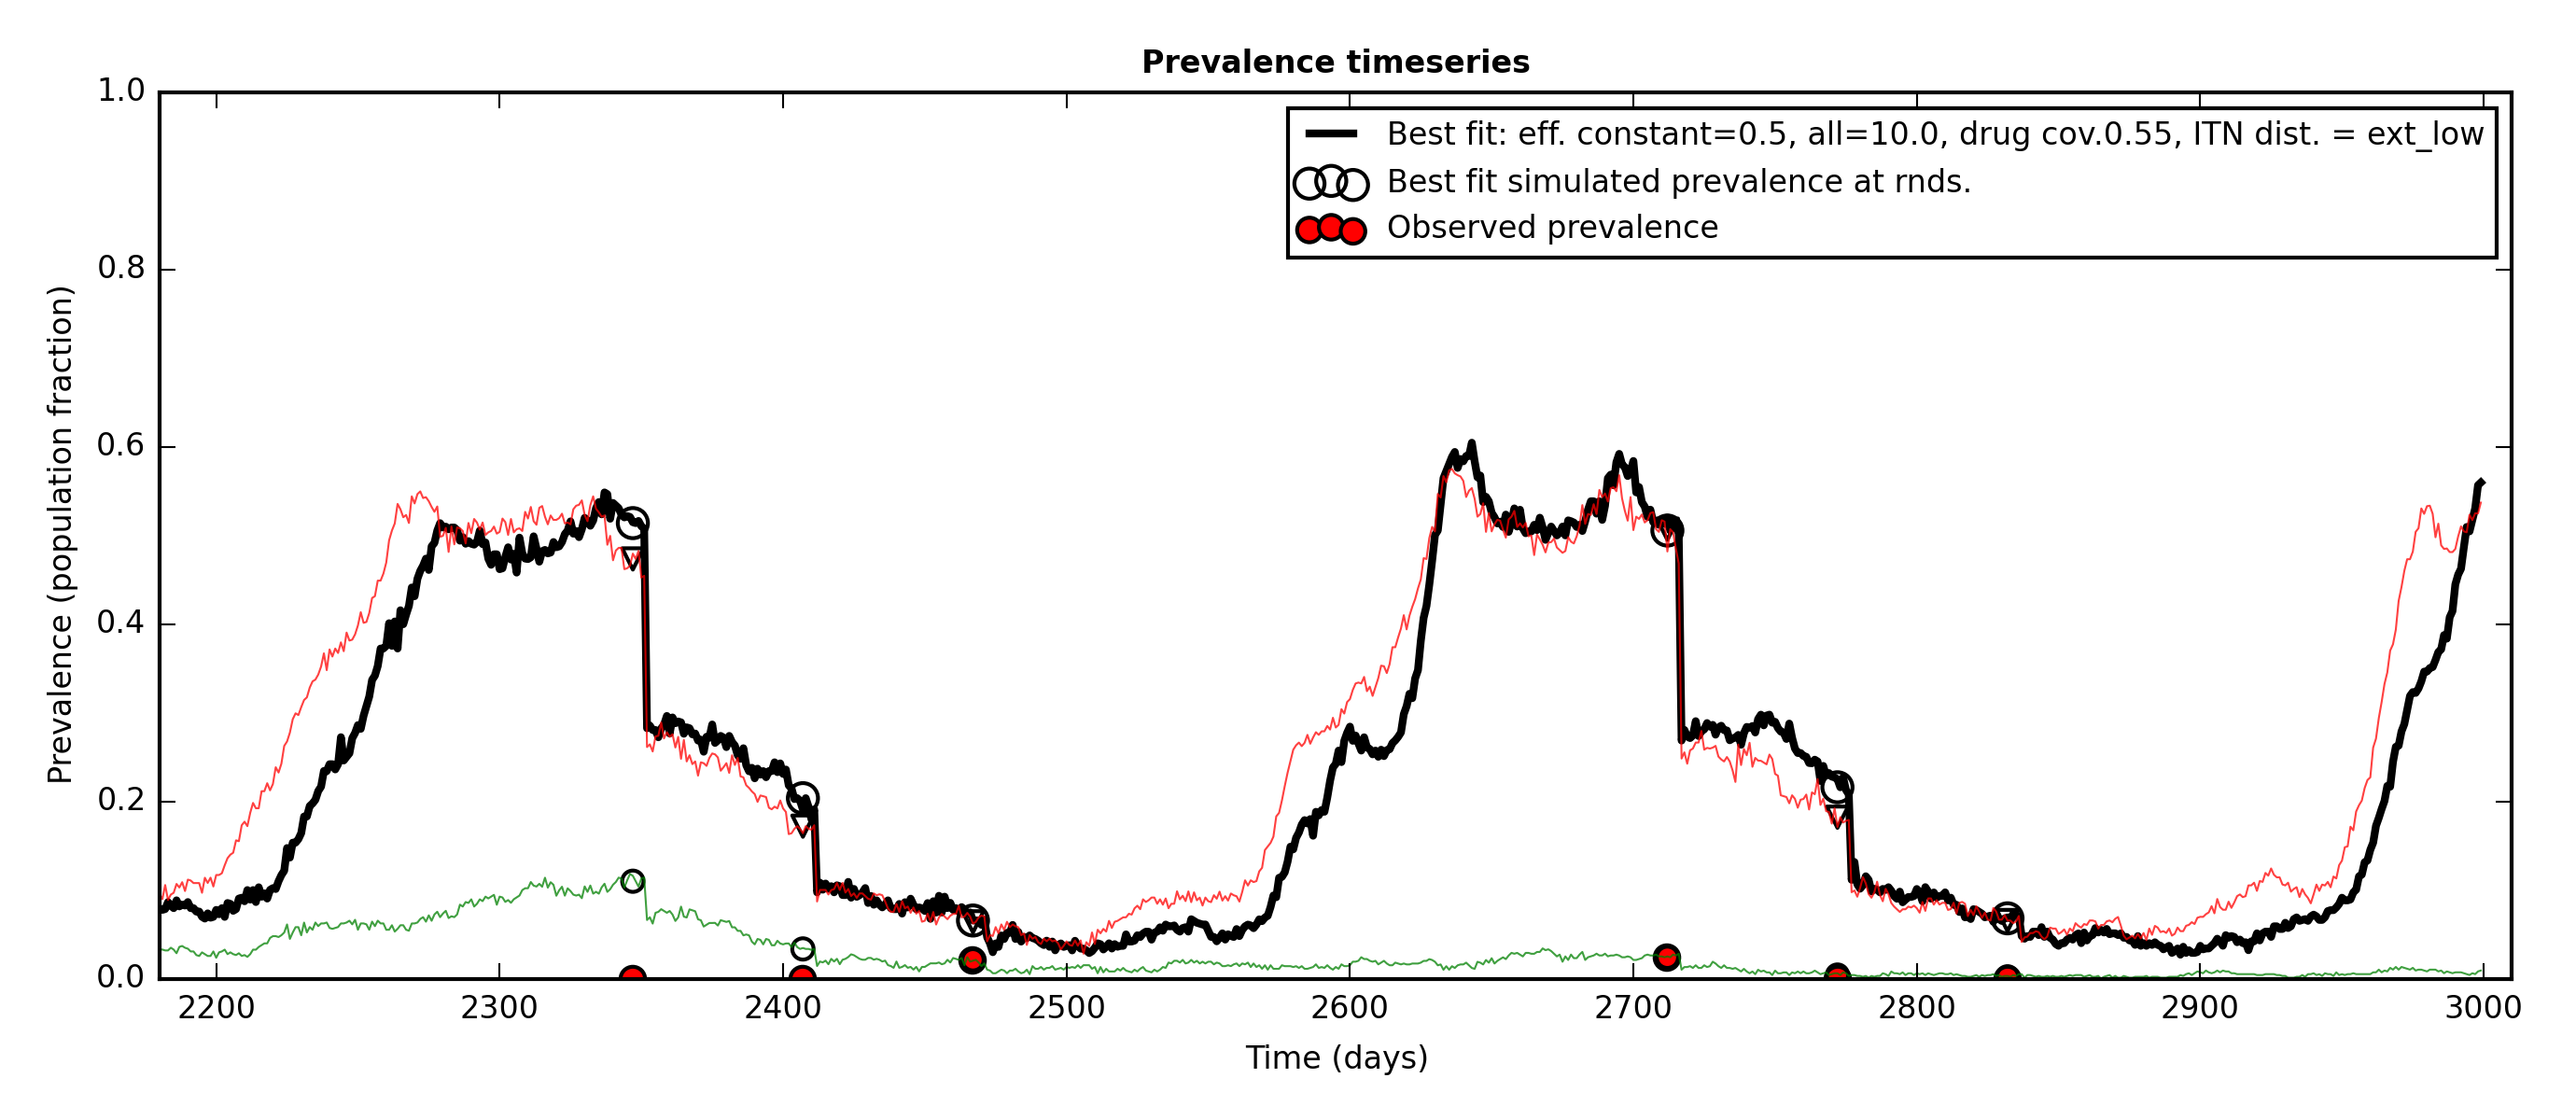 Prevalence timeseries
1.0
0.8
0.6
0.4
0.2
0.0
Prevalence (population fraction)
Best fit: eff. constant=0.5, all=10.0, drug cov.0.55, ITN dist. = ext_low
Best fit simulated prevalence at rnds.
Observed prevalence
2200 2300 2400 2500 2600 2700 2800 2900 3000
Time (days)